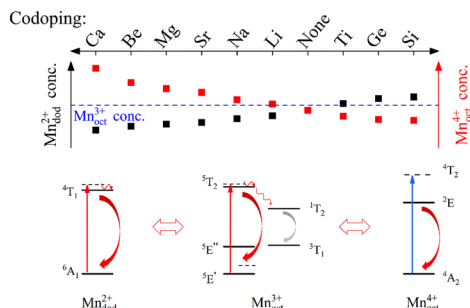 Codoping:
Ca Be Mg Sr Na Li None Ti Ge Si
Mn²⁺dod conc.
Mn³⁺oct conc.
Mn⁴⁺oct conc.
⁴T₂
⁴T₁ ⁵T₂ ¹T₂ ²E
⁵E'' ³T₁
⁶A₁ ⁵E' ⁴A₂
Mn²⁺dod Mn³⁺oct Mn⁴⁺oct